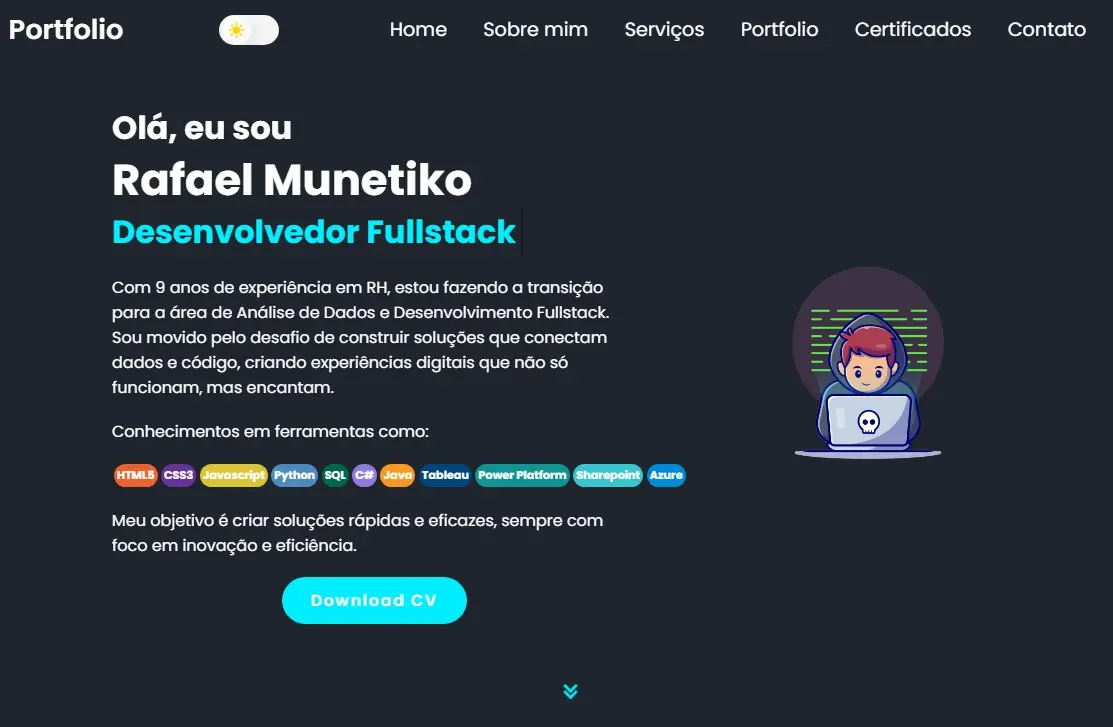 Portfolio
Home Sobre mim Serviços Portfolio Certificados Contato
Olá, eu sou
Rafael Munetiko
Desenvolvedor Fullstack
Com 9 anos de experiência em RH, estou fazendo a transição
para a área de Análise de Dados e Desenvolvimento Fullstack.
Sou movido pelo desafio de construir soluções que conectam
dados e código, criando experiências digitais que não só
funcionam, mas encantam.
Conhecimentos em ferramentas como:
HTML5 CSS3 Javascript Python SQL C# Java Tableau Power Platform Sharepoint Azure
Meu objetivo é criar soluções rápidas e eficazes, sempre com
foco em inovação e eficiência.
Download CV